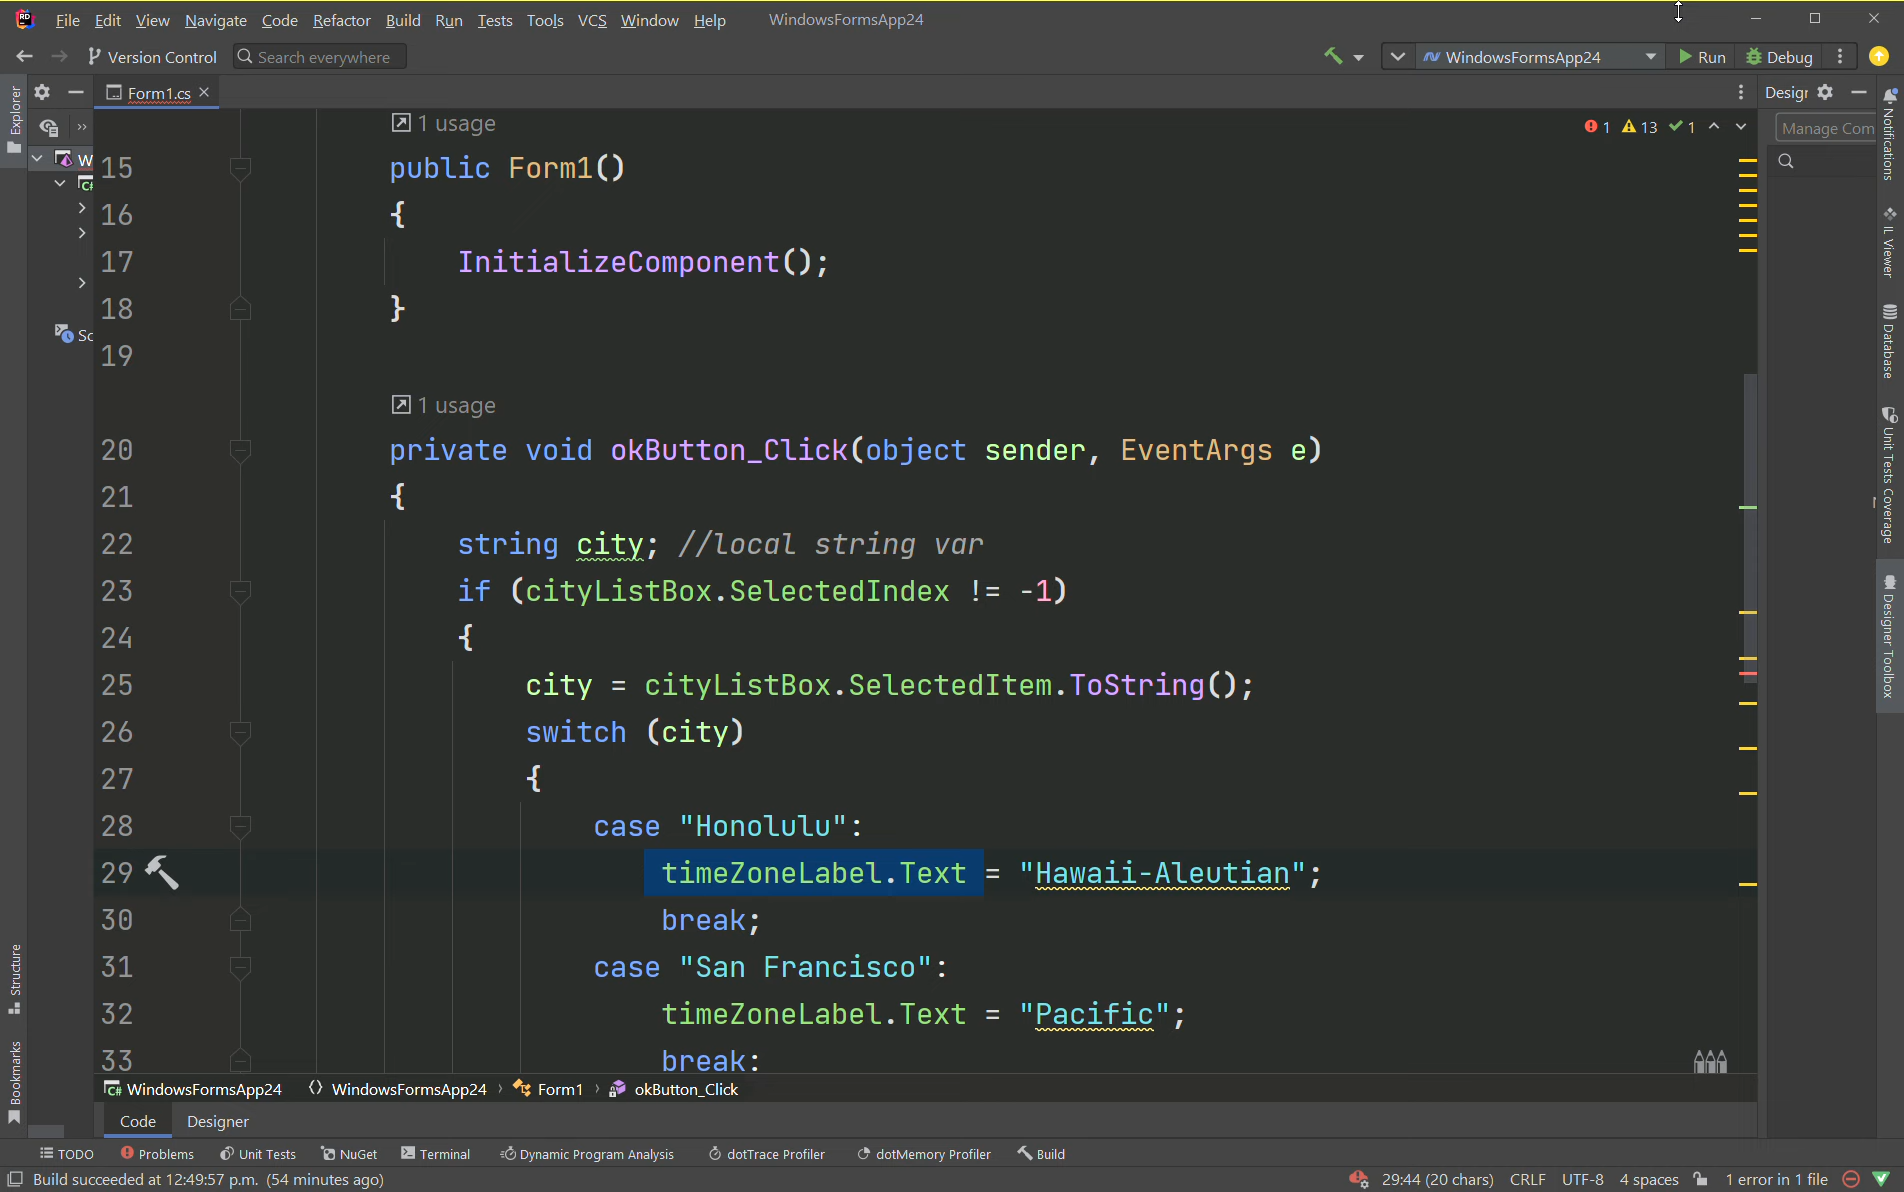 File Edit View Navigate Code Refactor Build Run Tests Tools VCS Window Help WindowsFormsApp24
Version Control Search everywhere WindowsFormsApp24 Run Debug
Explorer
Form1.cs
Desigr
Manage Com
1 13 1
W
C#
Sc
1 usage
15 public Form1()
16 {
17 InitializeComponent();
18 }
19
1 usage
20 private void okButton_Click(object sender, EventArgs e)
21 {
22 string city; //local string var
23 if (cityListBox.SelectedIndex != -1)
24 {
25 city = cityListBox.SelectedItem.ToString();
26 switch (city)
27 {
28 case "Honolulu":
29 timeZoneLabel.Text = "Hawaii-Aleutian";
30 break;
31 case "San Francisco":
32 timeZoneLabel.Text = "Pacific";
33 break:
Structure
Bookmarks
Notifications
IL Viewer
Database
Unit Tests Coverage
Designer Toolbox
C# WindowsFormsApp24 WindowsFormsApp24 › Form1 › okButton_Click
Code Designer
TODO Problems Unit Tests NuGet Terminal Dynamic Program Analysis dotTrace Profiler dotMemory Profiler Build
Build succeeded at 12:49:57 p.m. (54 minutes ago) 29:44 (20 chars) CRLF UTF-8 4 spaces 1 error in 1 file